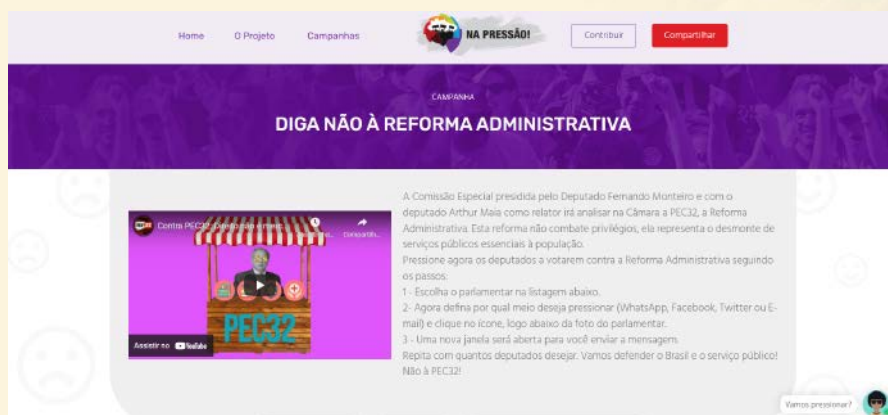 Home O Projeto Campanhas NA PRESSÃO! Contribuir Compartilhar
CAMPANHA
DIGA NÃO À REFORMA ADMINISTRATIVA
Contra PEC32
Compartilh...
PEC32
Assistir no YouTube
A Comissão Especial presidida pelo Deputado Fernando Monteiro e com o
deputado Arthur Maia como relator irá analisar na Câmara a PEC32, a Reforma
Administrativa. Esta reforma não combate privilégios, ela representa o desmonte de
serviços públicos essenciais à população.
Pressione agora os deputados a votarem contra a Reforma Administrativa seguindo
os passos:
1 - Escolha o parlamentar na listagem abaixo.
2- Agora defina por qual meio deseja pressionar (WhatsApp, Facebook, Twitter ou E-
mail) e clique no ícone, logo abaixo da foto do parlamentar.
3 - Uma nova janela será aberta para você enviar a mensagem.
Repita com quantos deputados desejar. Vamos defender o Brasil e o serviço público!
Não à PEC32!
Vamos pressionar?